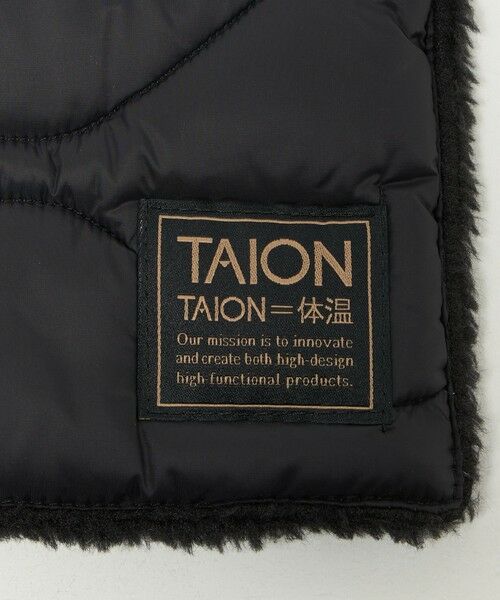 TAION
TAION=体温
Our mission is to innovate
and create both high-design
high functional products.